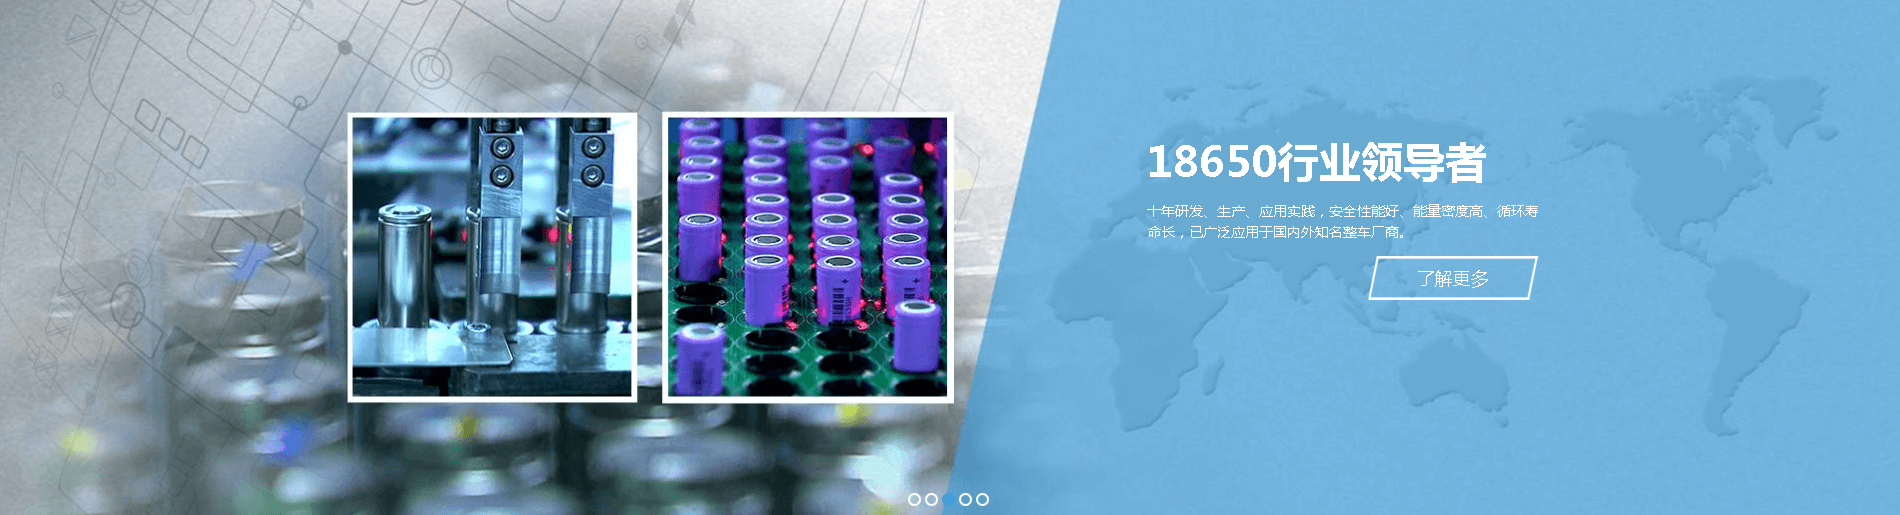 18650行业领导者
十年研发、生产、应用实践，安全性能好、能量密度高、循环寿
命长，已广泛应用于国内外知名整车厂商。
了解更多